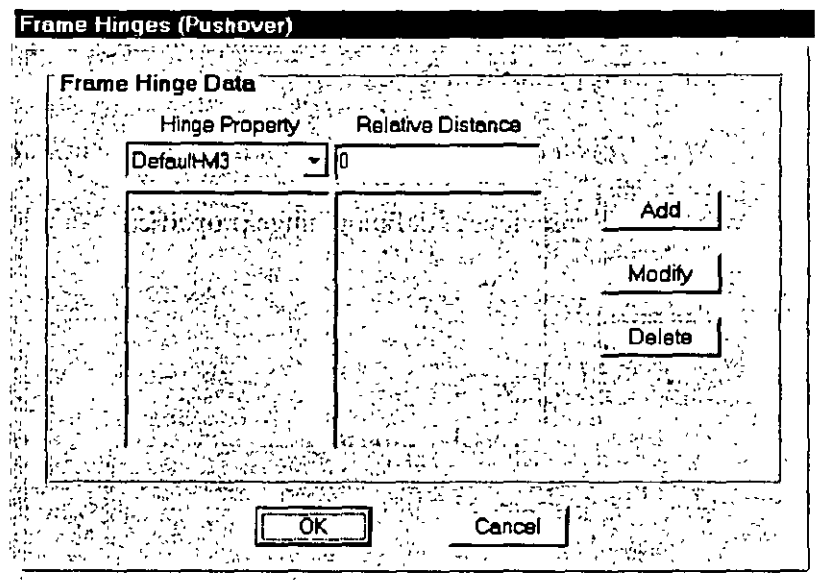 Frame Hinges (Pushover)
Frame Hinge Data
Hinge Property Relative Distance
Default-M3 0
Add
Modify
Delete
OK Cancel